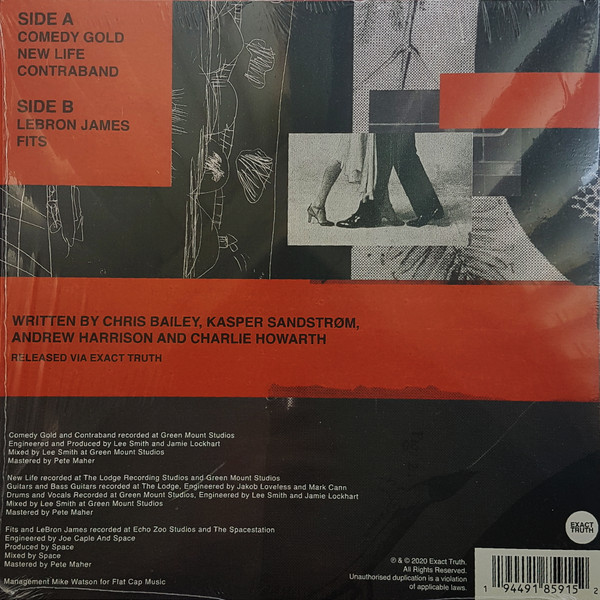 SIDE A
COMEDY GOLD
NEW LIFE
CONTRABAND
SIDE B
LEBRON JAMES
FITS
WRITTEN BY CHRIS BAILEY, KASPER SANDSTRØM,
ANDREW HARRISON AND CHARLIE HOWARTH
RELEASED VIA EXACT TRUTH
Comedy Gold and Contraband recorded at Green Mount Studios
Engineered and Produced by Lee Smith and Jamie Lockhart
Mixed by Lee Smith at Green Mount Studios
Mastered by Pete Maher
New Life recorded at The Lodge Recording Studios and Green Mount Studios
Guitars and Bass Guitars recorded at The Lodge, Engineered by Jakob Loveless and Mark Cann
Drums and Vocals Recorded at Green Mount Studios, Engineered by Lee Smith and Jamie Lockhart
Mixed by Lee Smith at Green Mount Studios
Mastered by Pete Maher
Fits and LeBron James recorded at Echo Zoo Studios and The Spacestation
Engineered by Joe Caple And Space
Produced by Space
Mixed by Space
Mastered by Pete Maher
Management Mike Watson for Flat Cap Music
EXACT
TRUTH
℗ & © 2020 Exact Truth.
All Rights Reserved.
Unauthorised duplication is a violation
of applicable laws.
1 94491 85915 2